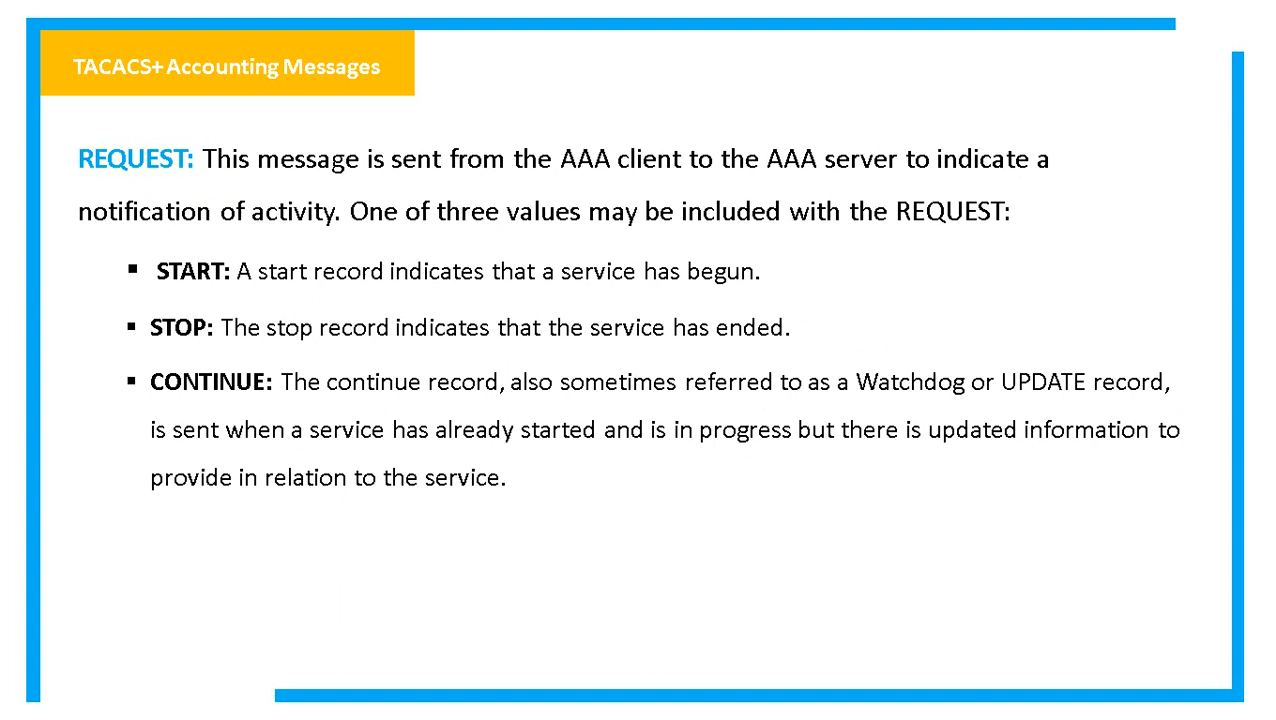 TACACS+ Accounting Messages
REQUEST: This message is sent from the AAA client to the AAA server to indicate a
notification of activity. One of three values may be included with the REQUEST:
▪ START: A start record indicates that a service has begun.
▪ STOP: The stop record indicates that the service has ended.
▪ CONTINUE: The continue record, also sometimes referred to as a Watchdog or UPDATE record,
is sent when a service has already started and is in progress but there is updated information to
provide in relation to the service.